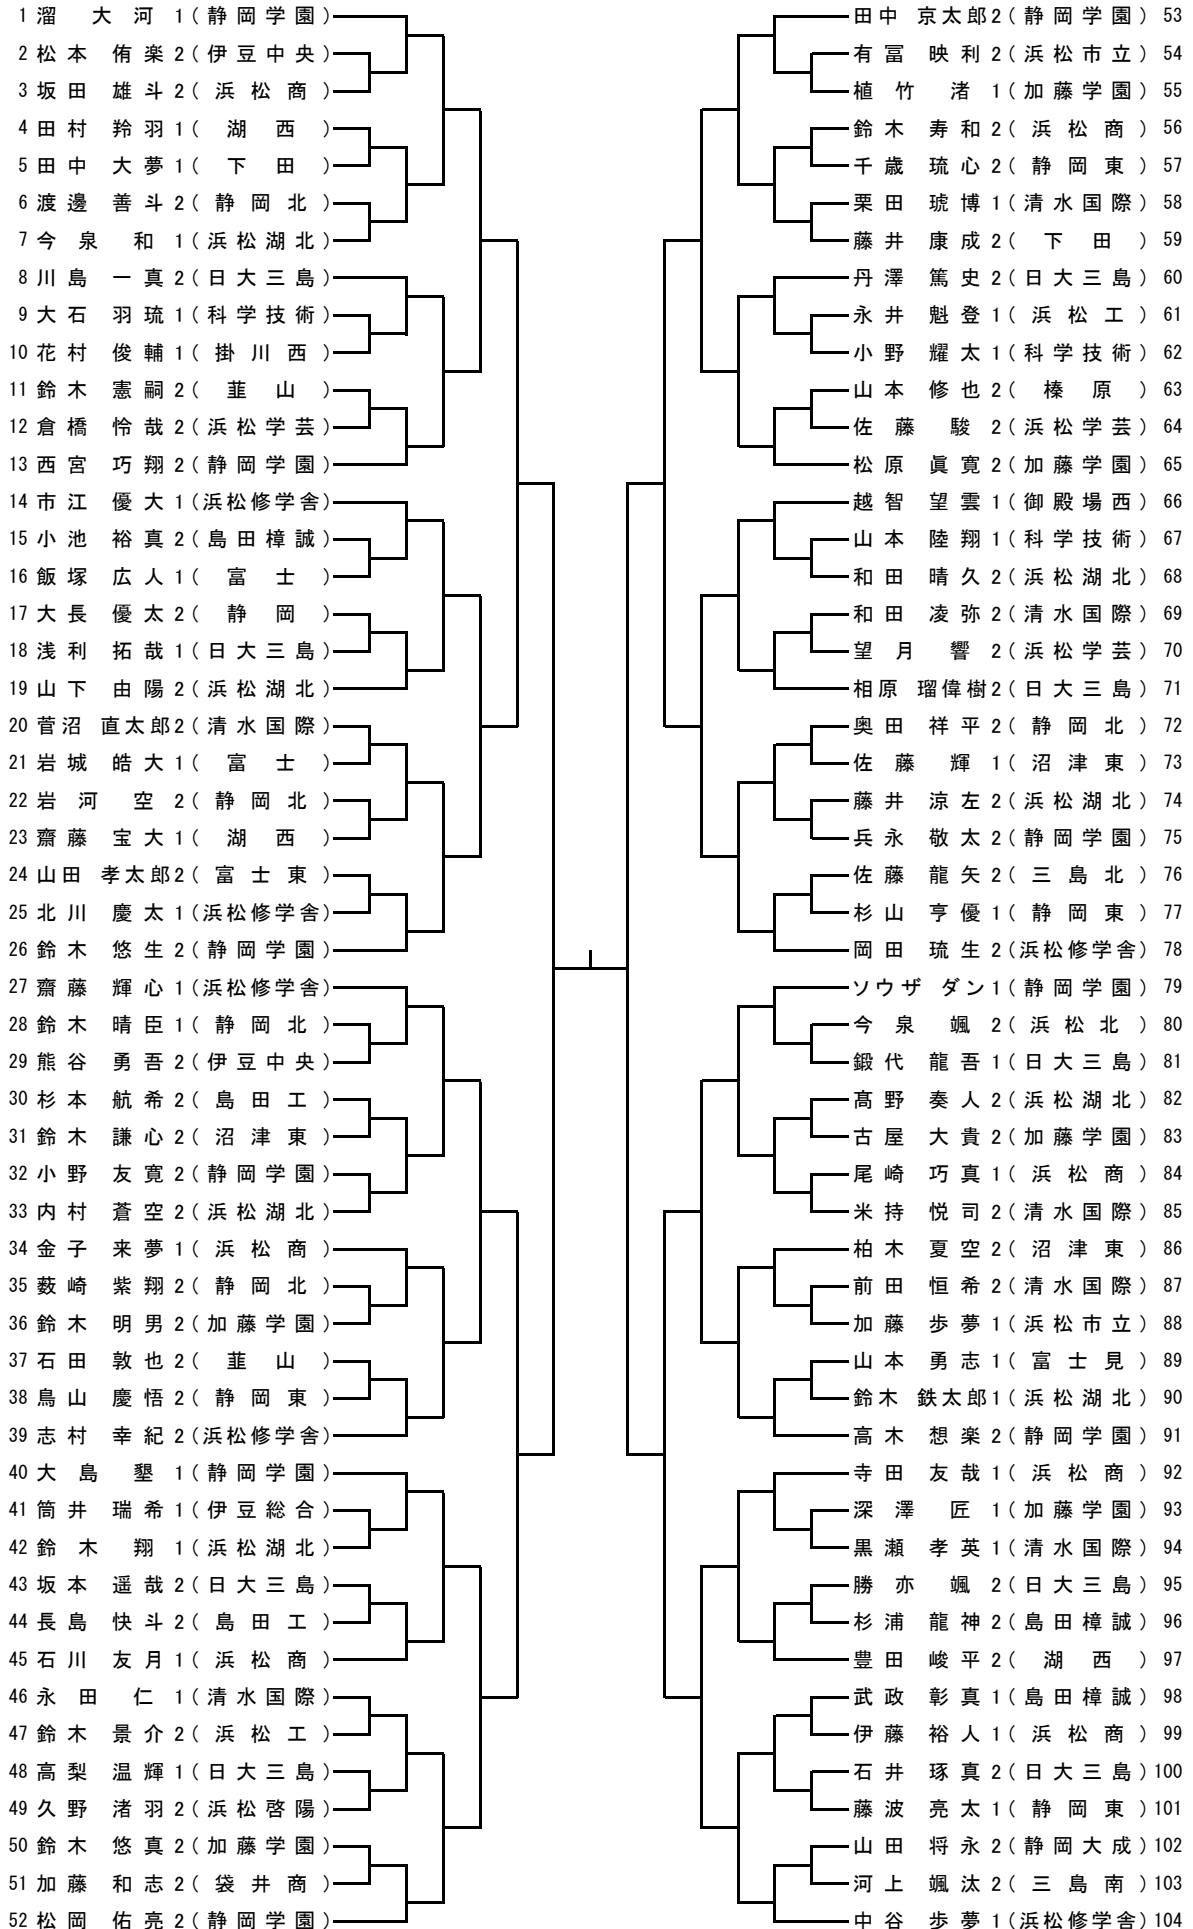 1 溜 大 河 1 (静岡学園)
2 松本 侑楽 2 (伊豆中央)
3 坂田 雄斗 2 (浜松商)
4 田村 羚羽 1 (湖西)
5 田中 大夢 1 (下田)
6 渡邊 善斗 2 (静岡北)
7 今泉 和 1 (浜松湖北)
8 川島 一真 2 (日大三島)
9 大石 羽琉 1 (科学技術)
10 花村 俊輔 1 (掛川西)
11 鈴木 憲嗣 2 (韮山)
12 倉橋 怜哉 2 (浜松学芸)
13 西宮 巧翔 2 (静岡学園)
14 市江 優大 1 (浜松修学舎)
15 小池 裕真 2 (島田樟誠)
16 飯塚 広人 1 (富士)
17 大長 優太 2 (静岡)
18 浅利 拓哉 1 (日大三島)
19 山下 由陽 2 (浜松湖北)
20 菅沼 直太郎 2 (清水国際)
21 岩城 皓大 1 (富士)
22 岩河 空 2 (静岡北)
23 齋藤 宝大 1 (湖西)
24 山田 孝太郎 2 (富士東)
25 北川 慶太 1 (浜松修学舎)
26 鈴木 悠生 2 (静岡学園)
27 齋藤 輝心 1 (浜松修学舎)
28 鈴木 晴臣 1 (静岡北)
29 熊谷 勇吾 2 (伊豆中央)
30 杉本 航希 2 (島田工)
31 鈴木 謙心 2 (沼津東)
32 小野 友寛 2 (静岡学園)
33 内村 蒼空 2 (浜松湖北)
34 金子 来夢 1 (浜松商)
35 薮崎 紫翔 2 (静岡北)
36 鈴木 明男 2 (加藤学園)
37 石田 敦也 2 (韮山)
38 鳥山 慶悟 2 (静岡東)
39 志村 幸紀 2 (浜松修学舎)
40 大島 墾 1 (静岡学園)
41 筒井 瑞希 1 (伊豆総合)
42 鈴木 翔 1 (浜松湖北)
43 坂本 遥哉 2 (日大三島)
44 長島 快斗 2 (島田工)
45 石川 友月 1 (浜松商)
46 永田 仁 1 (清水国際)
47 鈴木 景介 2 (浜松工)
48 高梨 温輝 1 (日大三島)
49 久野 渚羽 2 (浜松啓陽)
50 鈴木 悠真 2 (加藤学園)
51 加藤 和志 2 (袋井商)
52 松岡 佑亮 2 (静岡学園)
田中 京太郎 2 (静岡学園) 53
有冨 映利 2 (浜松市立) 54
植竹 渚 1 (加藤学園) 55
鈴木 寿和 2 (浜松商) 56
千歳 琉心 2 (静岡東) 57
栗田 琥博 1 (清水国際) 58
藤井 康成 2 (下田) 59
丹澤 篤史 2 (日大三島) 60
永井 魁登 1 (浜松工) 61
小野 耀太 1 (科学技術) 62
山本 修也 2 (榛原) 63
佐藤 駿 2 (浜松学芸) 64
松原 眞寛 2 (加藤学園) 65
越智 望雲 1 (御殿場西) 66
山本 陸翔 1 (科学技術) 67
和田 晴久 2 (浜松湖北) 68
和田 凌弥 2 (清水国際) 69
望月 響 2 (浜松学芸) 70
相原 瑠偉樹 2 (日大三島) 71
奥田 祥平 2 (静岡北) 72
佐藤 輝 1 (沼津東) 73
藤井 涼左 2 (浜松湖北) 74
兵永 敬太 2 (静岡学園) 75
佐藤 龍矢 2 (三島北) 76
杉山 亨優 1 (静岡東) 77
岡田 琉生 2 (浜松修学舎) 78
ソウザ ダン 1 (静岡学園) 79
今泉 颯 2 (浜松北) 80
鍛代 龍吾 1 (日大三島) 81
髙野 奏人 2 (浜松湖北) 82
古屋 大貴 2 (加藤学園) 83
尾崎 巧真 1 (浜松商) 84
米持 悦司 2 (清水国際) 85
柏木 夏空 2 (沼津東) 86
前田 恒希 2 (清水国際) 87
加藤 歩夢 1 (浜松市立) 88
山本 勇志 1 (富士見) 89
鈴木 鉄太郎 1 (浜松湖北) 90
高木 想楽 2 (静岡学園) 91
寺田 友哉 1 (浜松商) 92
深澤 匠 1 (加藤学園) 93
黒瀬 孝英 1 (清水国際) 94
勝亦 颯 2 (日大三島) 95
杉浦 龍神 2 (島田樟誠) 96
豊田 峻平 2 (湖西) 97
武政 彰真 1 (島田樟誠) 98
伊藤 裕人 1 (浜松商) 99
石井 琢真 2 (日大三島) 100
藤波 亮太 1 (静岡東) 101
山田 将永 2 (静岡大成) 102
河上 颯汰 2 (三島南) 103
中谷 歩夢 1 (浜松修学舎) 104